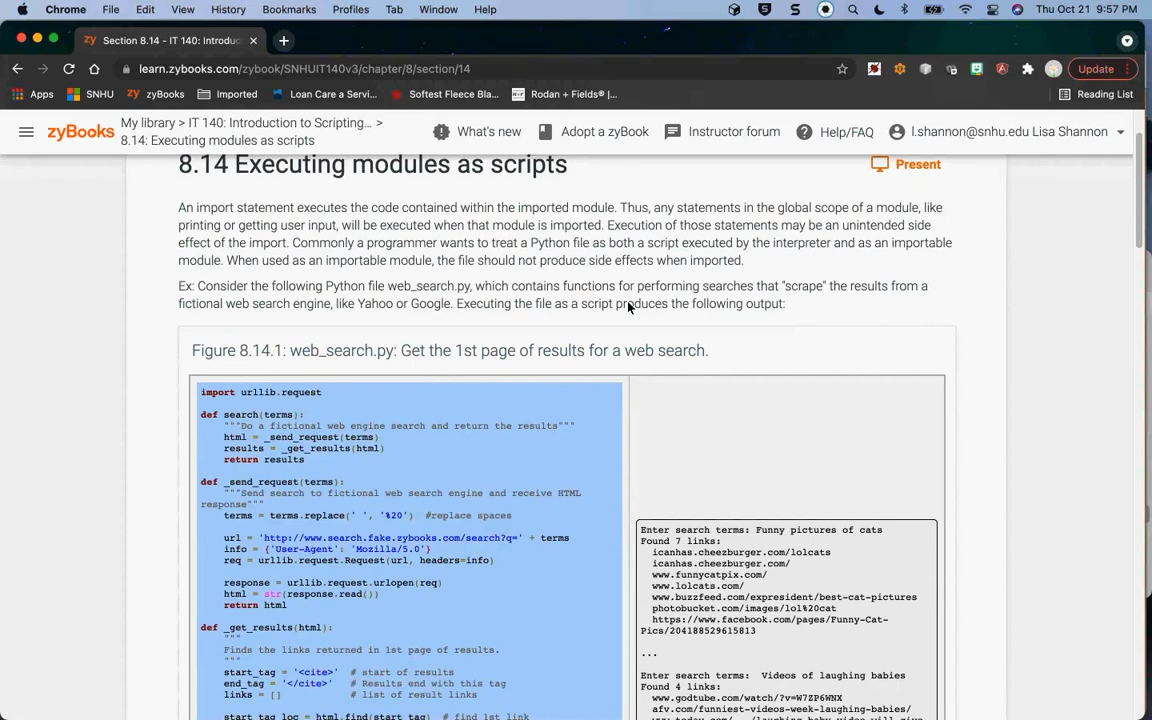 Chrome File Edit View History Bookmarks Profiles Tab Window Help Thu Oct 21 9:57 PM
zy Section 8.14 - IT 140: Introduc
learn.zybooks.com/zybook/SNHUIT140v3/chapter/8/section/14 Update
Apps SNHU zy zyBooks Imported Loan Care a Servi... Softest Fleece Bla... R+F Rodan + Fields® |... Reading List
zyBooks My library > IT 140: Introduction to Scripting... >
8.14: Executing modules as scripts
What's new Adopt a zyBook Instructor forum Help/FAQ l.shannon@snhu.edu Lisa Shannon
8.14 Executing modules as scripts Present
An import statement executes the code contained within the imported module. Thus, any statements in the global scope of a module, like
printing or getting user input, will be executed when that module is imported. Execution of those statements may be an unintended side
effect of the import. Commonly a programmer wants to treat a Python file as both a script executed by the interpreter and as an importable
module. When used as an importable module, the file should not produce side effects when imported.
Ex: Consider the following Python file web_search.py, which contains functions for performing searches that "scrape" the results from a
fictional web search engine, like Yahoo or Google. Executing the file as a script produces the following output:
Figure 8.14.1: web_search.py: Get the 1st page of results for a web search.
import urllib.request
def search(terms):
"""Do a fictional web engine search and return the results"""
html = _send_request(terms)
results = _get_results(html)
return results
def _send_request(terms):
"""Send search to fictional web search engine and receive HTML
response"""
terms = terms.replace(' ', '%20') #replace spaces
url = 'http://www.search.fake.zybooks.com/search?q=' + terms
info = {'User-Agent': 'Mozilla/5.0'}
req = urllib.request.Request(url, headers=info)
response = urllib.request.urlopen(req)
html = str(response.read())
return html
def _get_results(html):
"""
Finds the links returned in 1st page of results.
"""
start_tag = '<cite>' # start of results
end_tag = '</cite>' # Results end with this tag
links = [] # list of result links
start_tag_loc = html.find(start_tag) # find 1st link
Enter search terms: Funny pictures of cats
Found 7 links:
icanhas.cheezburger.com/lolcats
icanhas.cheezburger.com/
www.funnycatpix.com/
www.lolcats.com/
www.buzzfeed.com/expresident/best-cat-pictures
photobucket.com/images/lol%20cat
https://www.facebook.com/pages/Funny-Cat-
Pics/204188529615813
...
Enter search terms: Videos of laughing babies
Found 4 links:
www.godtube.com/watch/?v=W7ZP6WNX
afv.com/funniest-videos-week-laughing-babies/